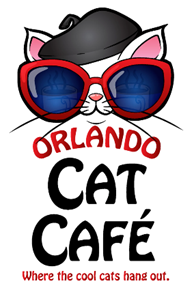 ORLANDO
CAT
CAFÉ
Where the cool cats hang out.